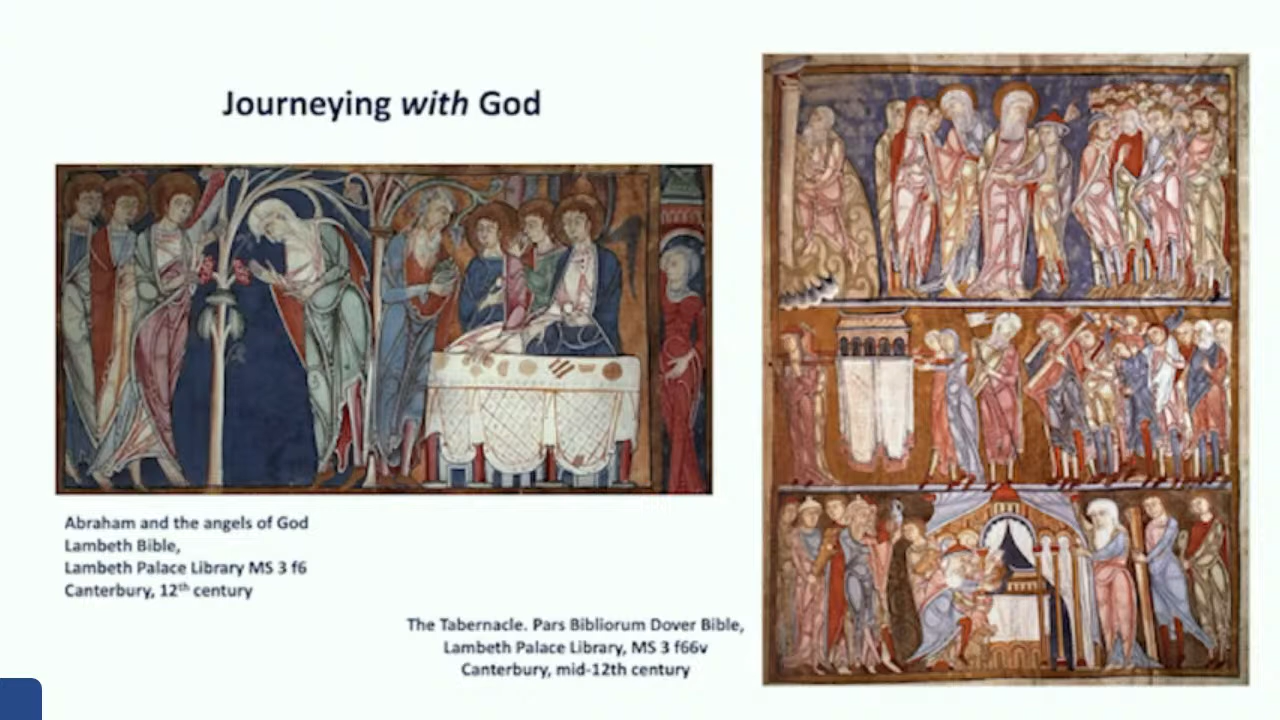 Journeying with God
Abraham and the angels of God
Lambeth Bible,
Lambeth Palace Library MS 3 f6
Canterbury, 12th century
The Tabernacle. Pars Bibliorum Dover Bible,
Lambeth Palace Library, MS 3 f66v
Canterbury, mid-12th century